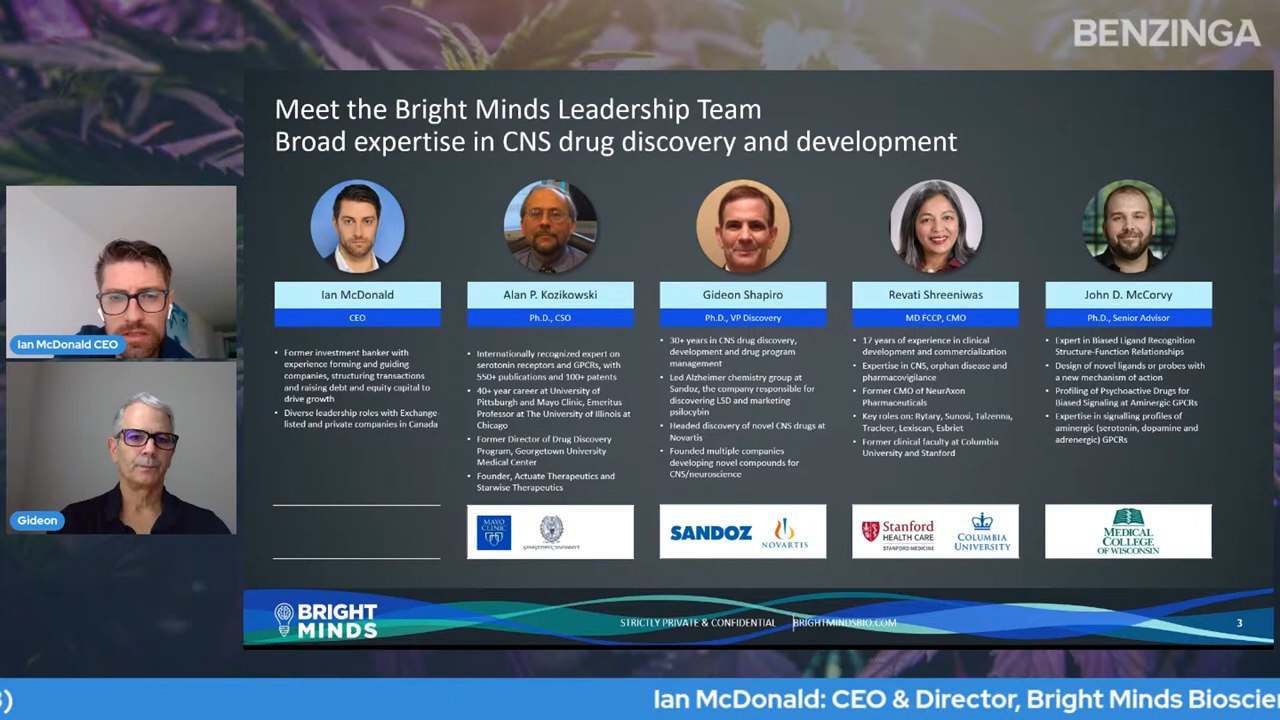 BENZINGA
Meet the Bright Minds Leadership Team
Broad expertise in CNS drug discovery and development
Ian McDonald CEO
Gideon
Ian McDonald
CEO
Former investment banker with
experience forming and guiding
companies, structuring transactions
and raising debt and equity capital to
drive growth
Diverse leadership roles with Exchange-
listed and private companies in Canada
Alan P. Kozikowski
Ph.D., CSO
Internationally recognized expert on
serotonin receptors and GPCRs, with
550+ publications and 100+ patents
40+ year career at University of
Pittsburgh and Mayo Clinic, Emeritus
Professor at The University of Illinois at
Chicago
Former Director of Drug Discovery
Program, Georgetown University
Medical Center
Founder, Actuate Therapeutics and
Starwise Therapeutics
MAYO
CLINIC
GEORGETOWN UNIVERSITY
Gideon Shapiro
Ph.D., VP Discovery
30+ years in CNS drug discovery,
development and drug program
management
Led Alzheimer chemistry group at
Sandoz, the company responsible for
discovering LSD and marketing
psilocybin
Headed discovery of novel CNS drugs at
Novartis
Founded multiple companies
developing novel compounds for
CNS/neuroscience
SANDOZ
NOVARTIS
Revati Shreeniwas
MD FCCP, CMO
17 years of experience in clinical
development and commercialization
Expertise in CNS, orphan disease and
pharmacovigilance
Former CMO of NeurAxon
Pharmaceuticals
Key roles on: Rytary, Sunosi, Talzenna,
Tracleer, Lexiscan, Esbriet
Former clinical faculty at Columbia
University and Stanford
Stanford
HEALTH CARE
STANFORD MEDICINE
COLUMBIA
UNIVERSITY
John D. McCorvy
Ph.D., Senior Advisor
Expert in Biased Ligand Recognition
Structure-Function Relationships
Design of novel ligands or probes with
a new mechanism of action
Profiling of Psychoactive Drugs for
Biased Signaling at Aminergic GPCRs
Expertise in signalling profiles of
aminergic (serotonin, dopamine and
adrenergic) GPCRs
MEDICAL
COLLEGE
OF WISCONSIN
BRIGHT
MINDS
STRICTLY PRIVATE & CONFIDENTIAL
BRIGHTMINDSBIO.COM
3
Ian McDonald: CEO & Director, Bright Minds Bioscien